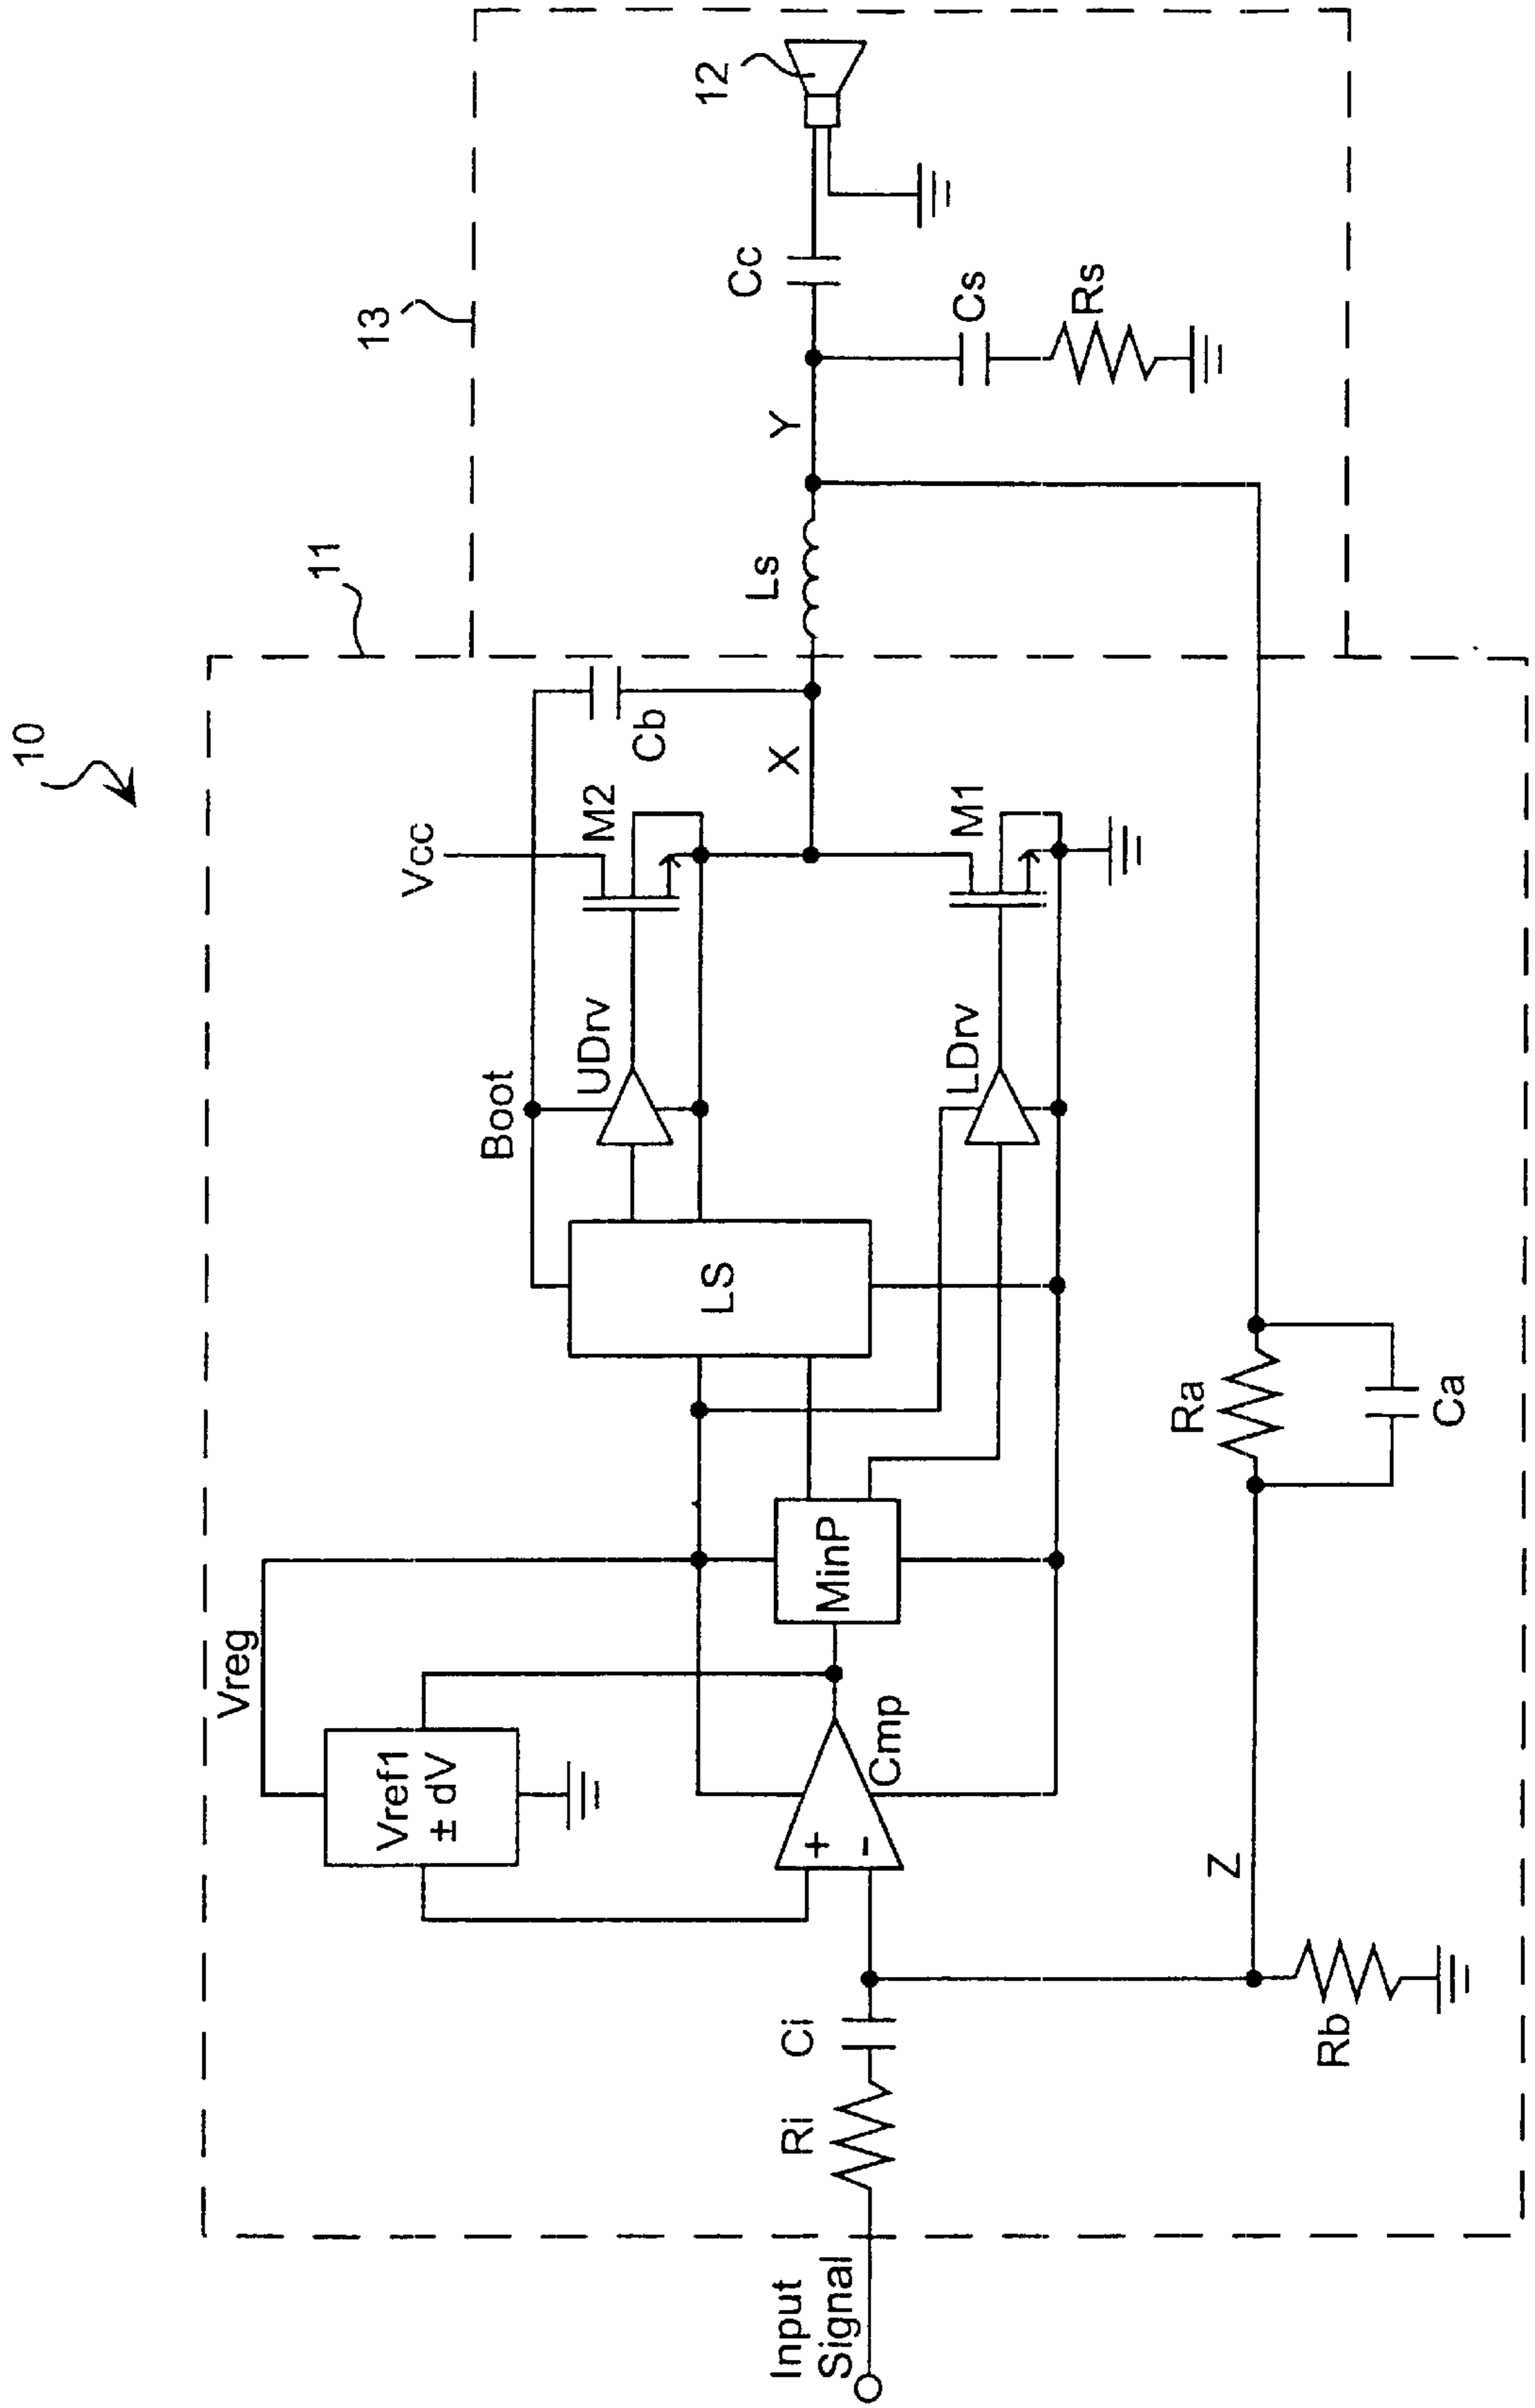 10
11
13
12
Vcc
M2
Cb
Boot
UDrv
X
Ls
Y
Cc
Cs
Rs
M1
LDrv
LS
MinP
Vreg
Vref1
± dV
+
-
Cmp
Ra
Ca
Z
Rb
Ci
Ri
Input
Signal